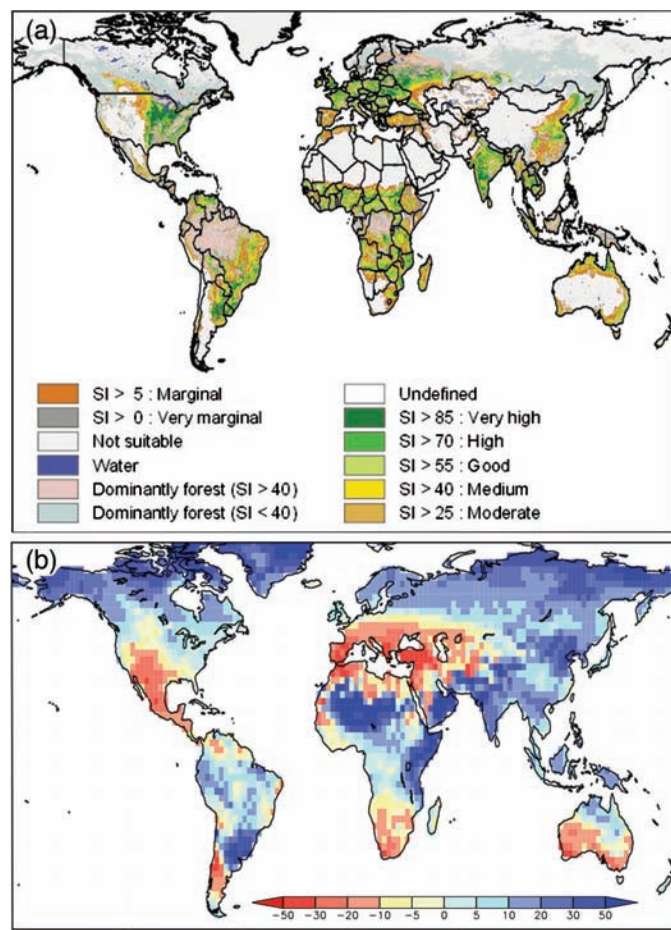 (a)
SI > 5 : Marginal
SI > 0 : Very marginal
Not suitable
Water
Dominantly forest (SI > 40)
Dominantly forest (SI < 40)
Undefined
SI > 85 : Very high
SI > 70 : High
SI > 55 : Good
SI > 40 : Medium
SI > 25 : Moderate
(b)
-50 -30 -20 -10 -5 0 5 10 20 30 50